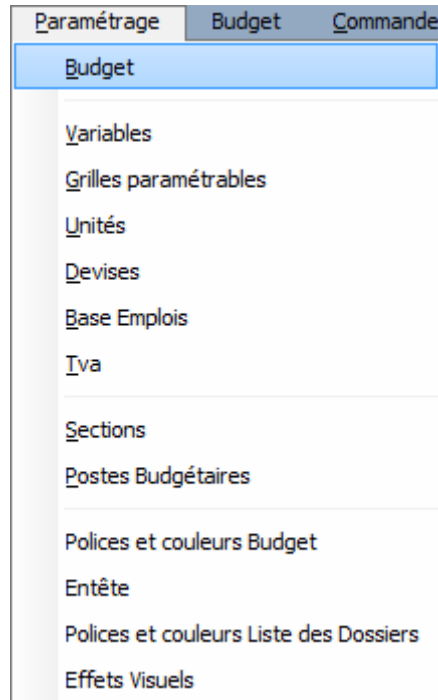 Paramétrage Budget Commande
Budget
Variables
Grilles paramétrables
Unités
Devises
Base Emplois
Tva
Sections
Postes Budgétaires
Polices et couleurs Budget
Entête
Polices et couleurs Liste des Dossiers
Effets Visuels